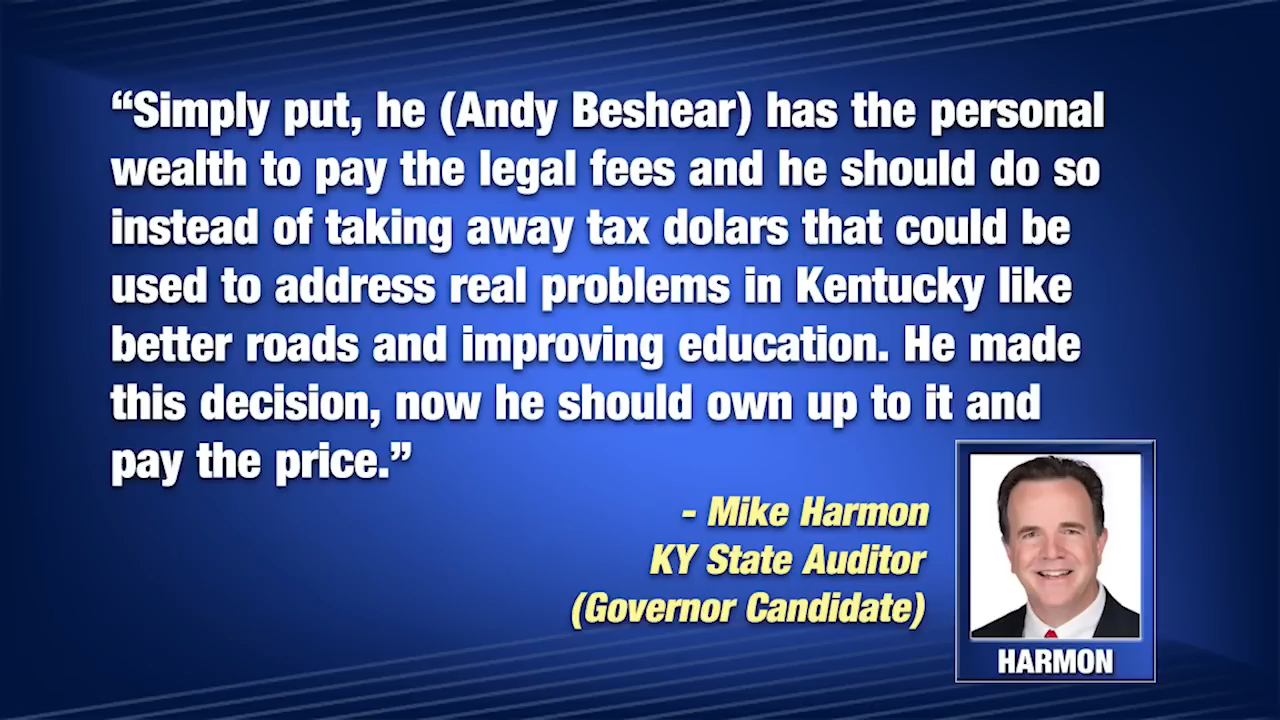 “Simply put, he (Andy Beshear) has the personal
wealth to pay the legal fees and he should do so
instead of taking away tax dolars that could be
used to address real problems in Kentucky like
better roads and improving education. He made
this decision, now he should own up to it and
pay the price.”
- Mike Harmon
KY State Auditor
(Governor Candidate)
HARMON